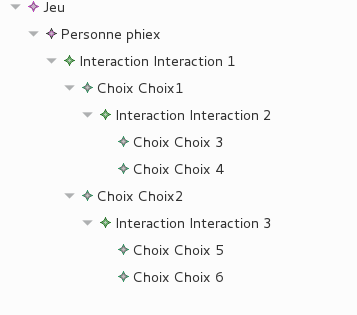 Jeu
Personne phiex
Interaction Interaction 1
Choix Choix1
Interaction Interaction 2
Choix Choix 3
Choix Choix 4
Choix Choix2
Interaction Interaction 3
Choix Choix 5
Choix Choix 6